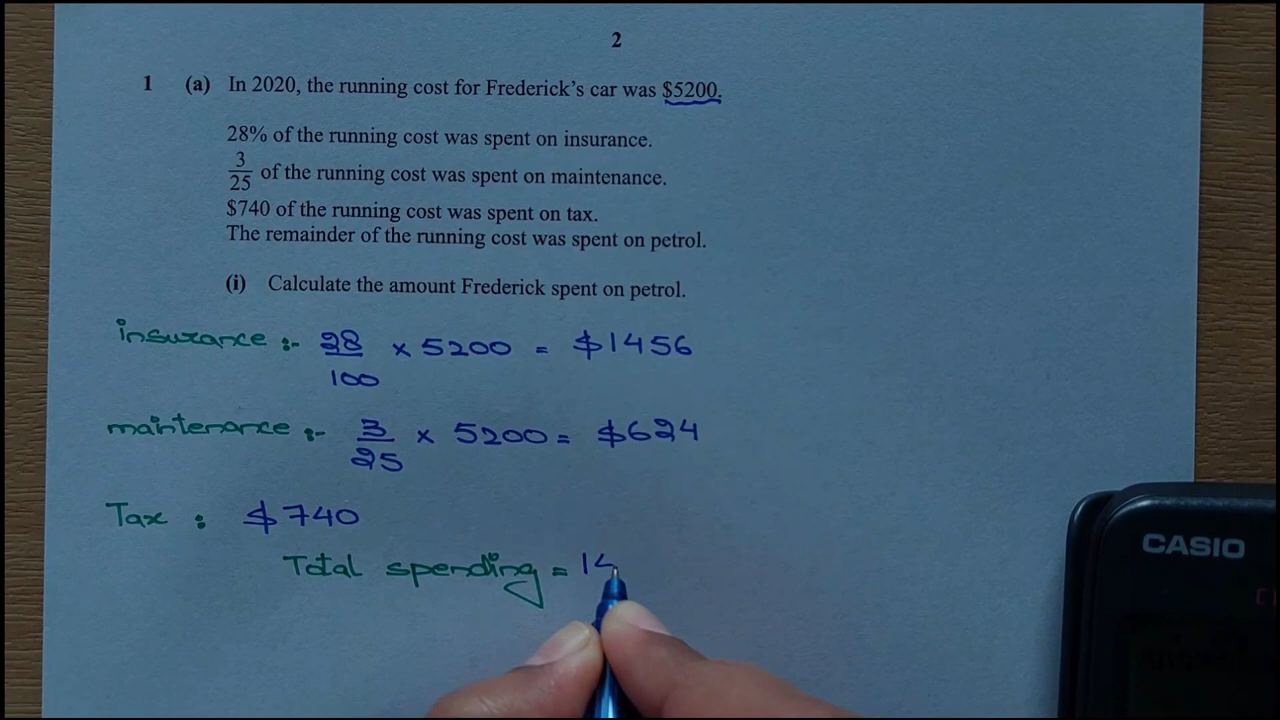 2
1 (a) In 2020, the running cost for Frederick's car was $5200.
28% of the running cost was spent on insurance.
3/25 of the running cost was spent on maintenance.
$740 of the running cost was spent on tax.
The remainder of the running cost was spent on petrol.
(i) Calculate the amount Frederick spent on petrol.
insurance :- 28/100 × 5200 = $1456
maintenance :- 3/25 × 5200 = $624
Tax : $740
Total spending = 14
CASIO